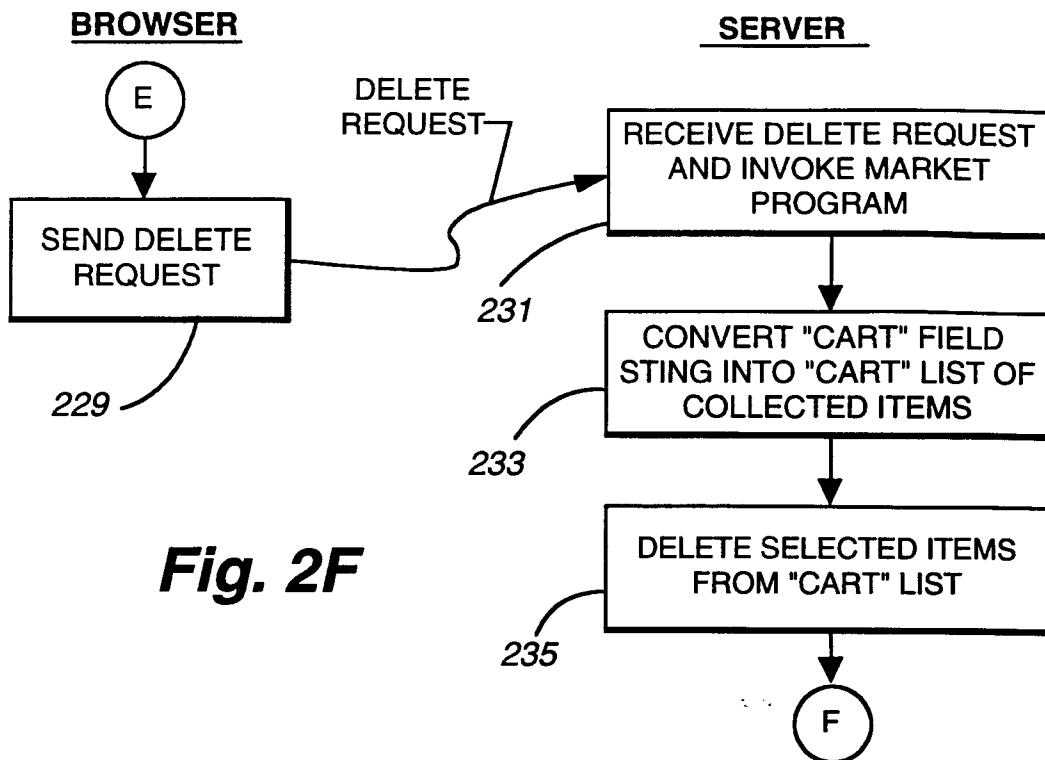 BROWSER
E
SEND DELETE
REQUEST
229
DELETE
REQUEST
SERVER
RECEIVE DELETE REQUEST
AND INVOKE MARKET
PROGRAM
231
CONVERT "CART" FIELD
STING INTO "CART" LIST OF
COLLECTED ITEMS
233
DELETE SELECTED ITEMS
FROM "CART" LIST
235
F
Fig. 2F